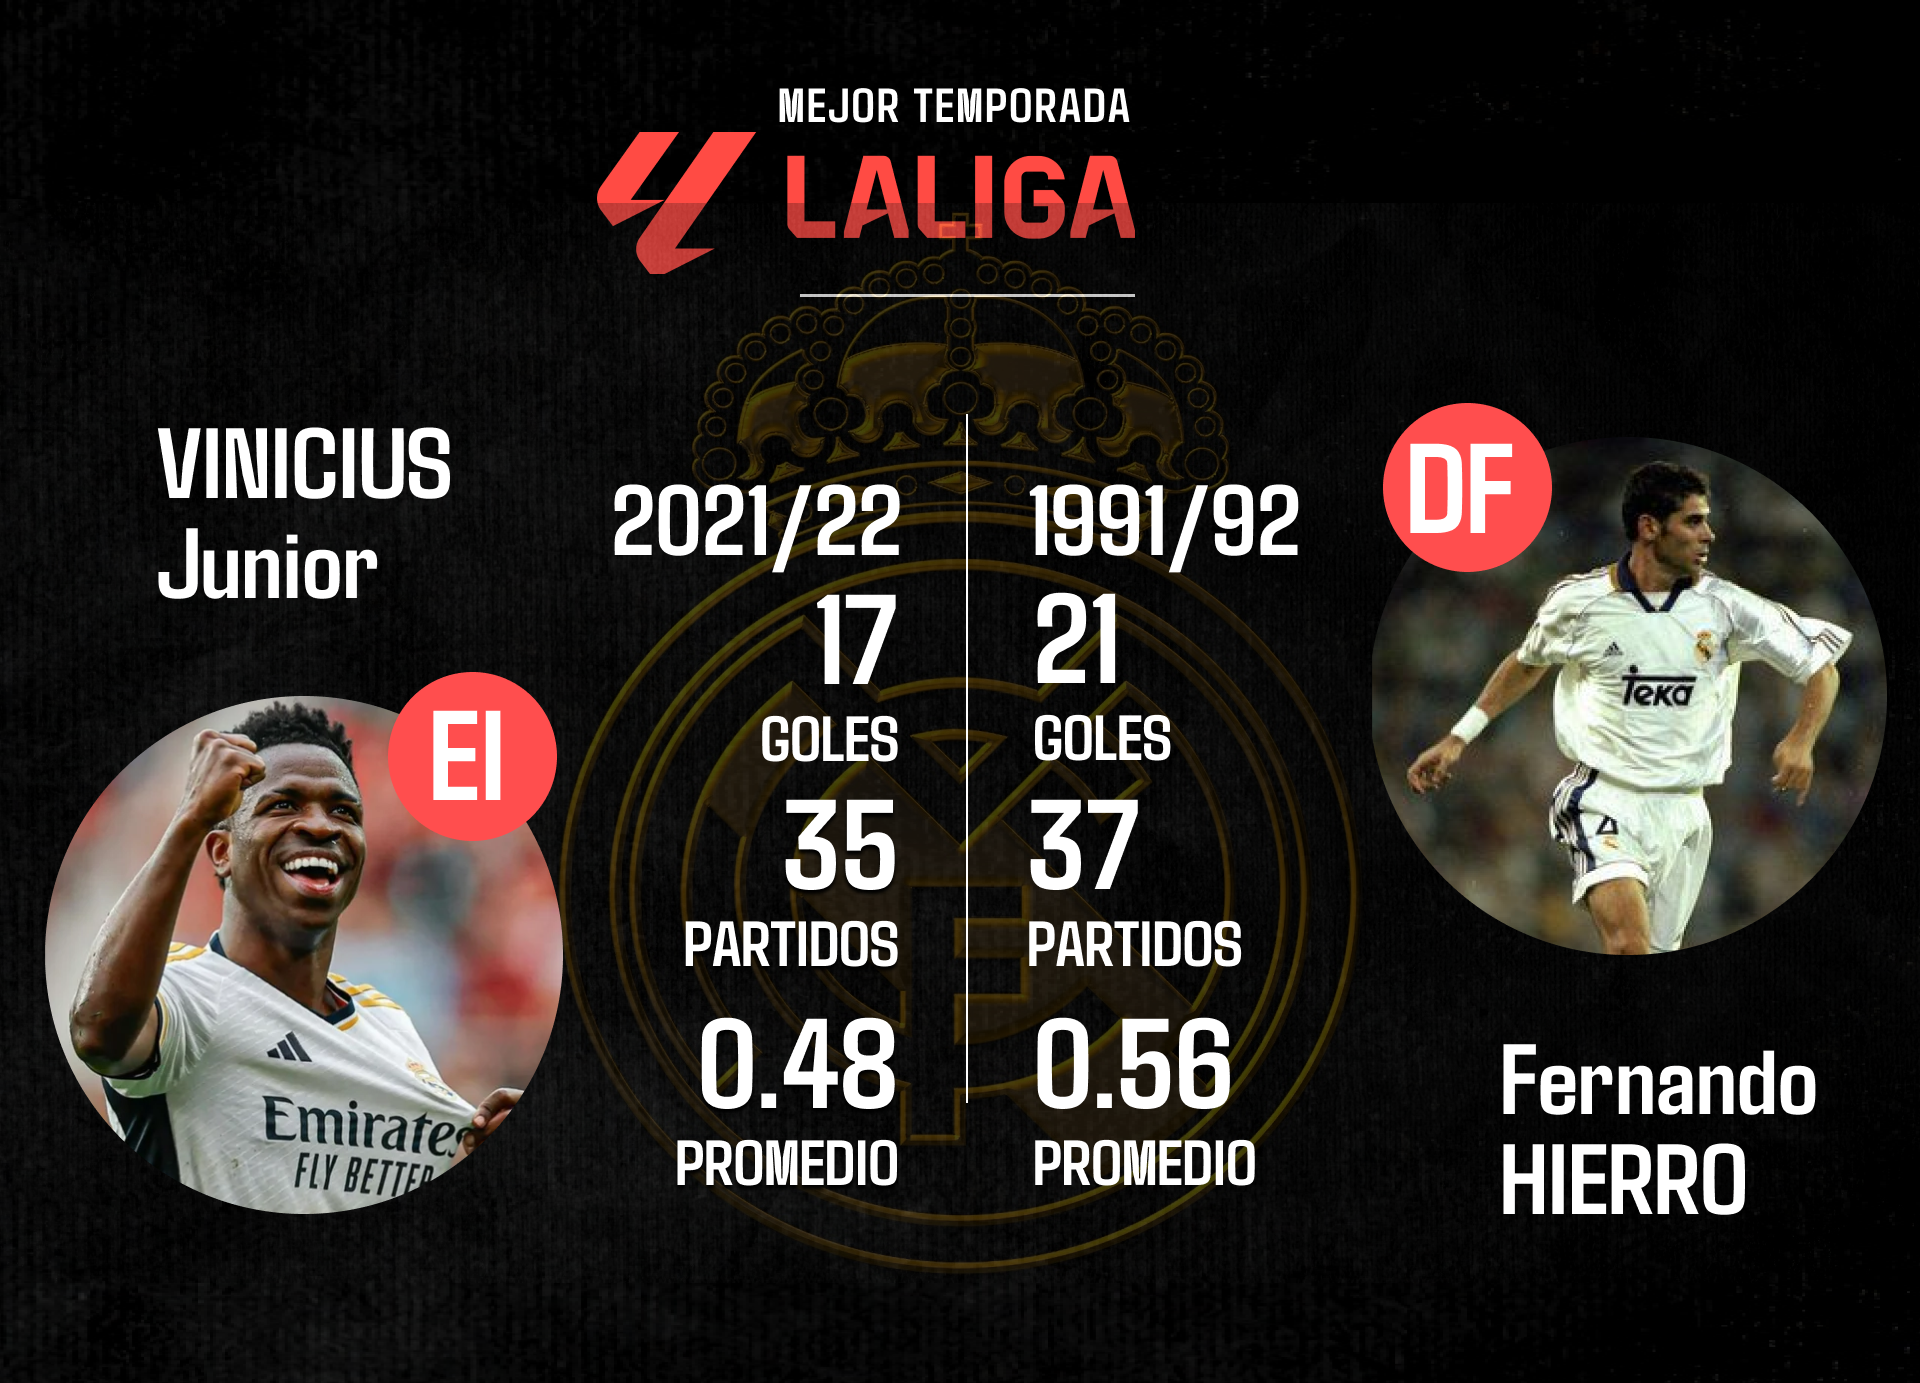 MEJOR TEMPORADA
LALIGA
VINICIUS
Junior
EI
Emirates
FLY BETTER
2021/22
17
GOLES
35
PARTIDOS
0.48
PROMEDIO
1991/92
21
GOLES
37
PARTIDOS
0.56
PROMEDIO
DF
Teka
4
Fernando
HIERRO